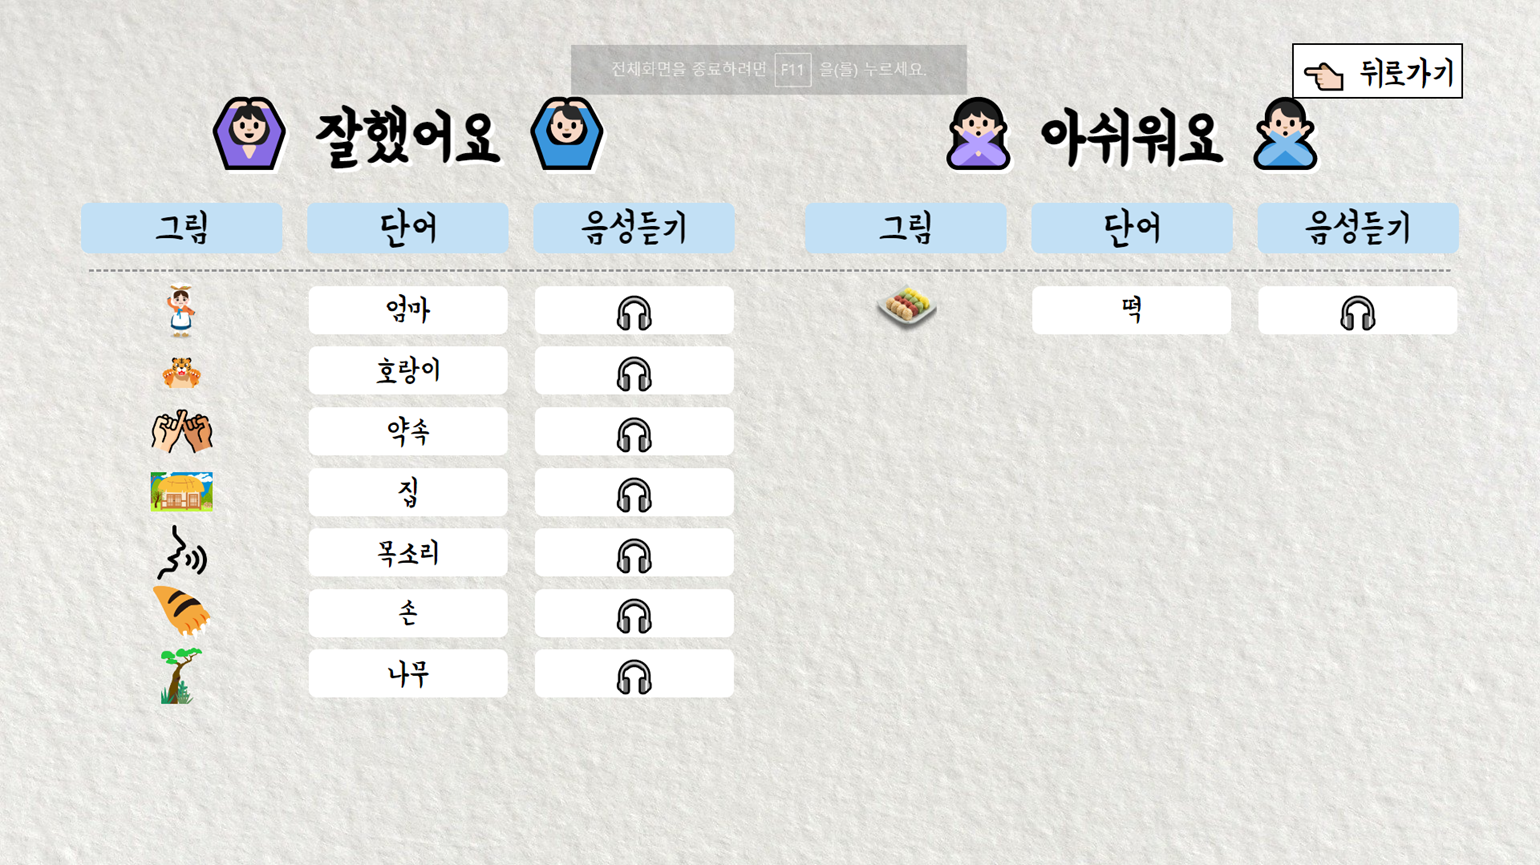 전체화면을 종료하려면 F11 을(를) 누르세요.
뒤로가기
잘했어요
아쉬워요
그림 단어 음성듣기
그림 단어 음성듣기
엄마
떡
호랑이
약속
집
목소리
손
나무